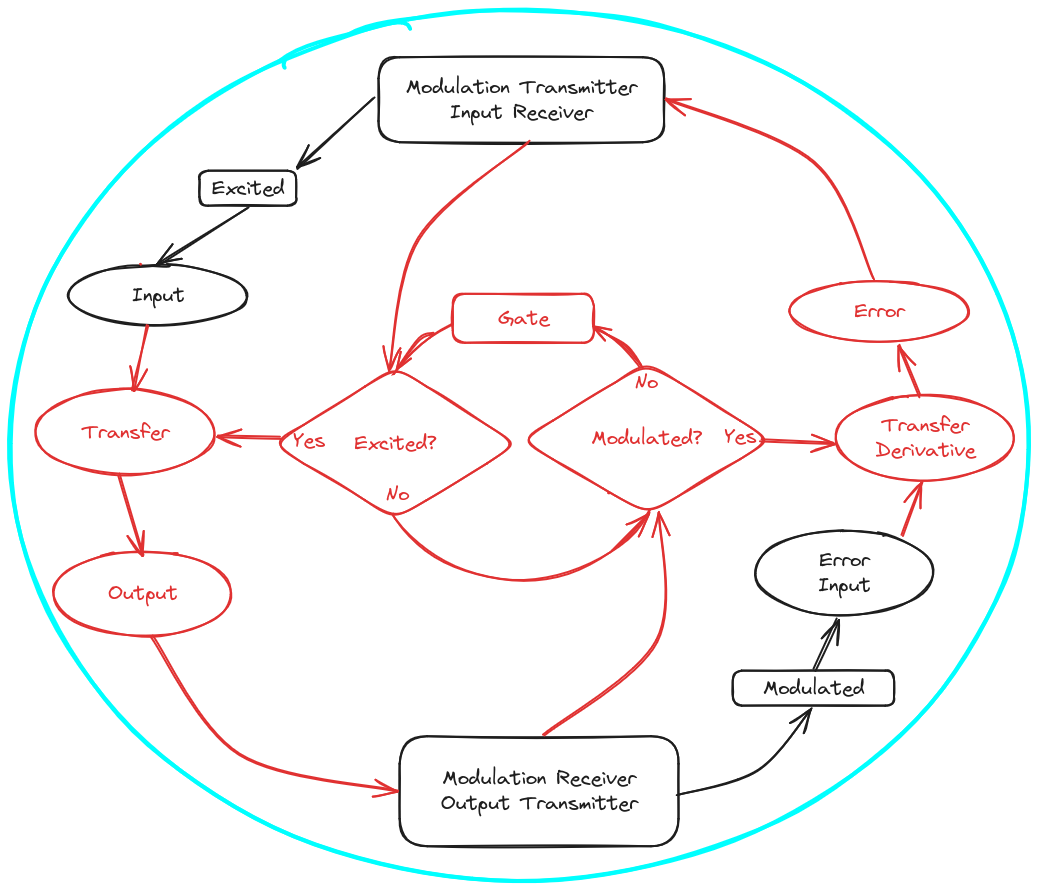 Modulation Transmitter
Input Receiver
Excited
Input
Error
Gate
No
Transfer
Yes
Excited?
Modulated?
Yes
Transfer
Derivative
No
Error
Input
Output
Modulated
Modulation Receiver
Output Transmitter